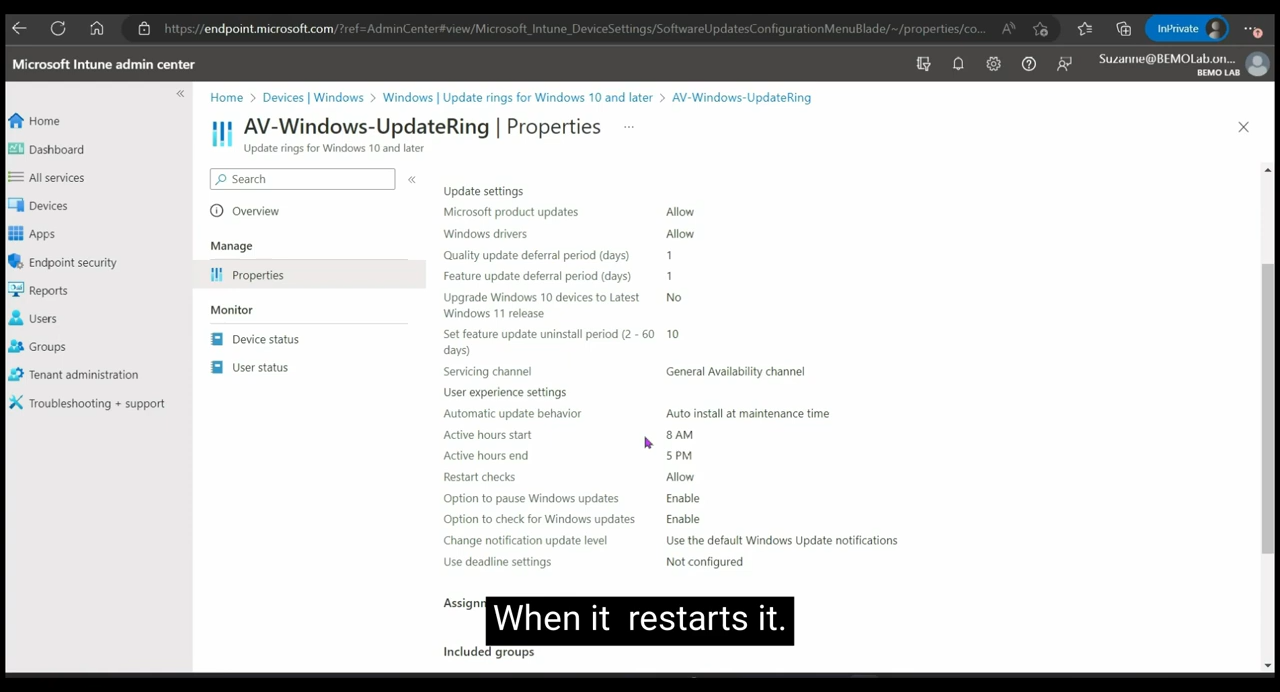 https://endpoint.microsoft.com/?ref=AdminCenter#view/Microsoft_Intune_DeviceSettings/SoftwareUpdatesConfigurationMenuBlade/~/properties/co...
InPrivate
Microsoft Intune admin center
Suzanne@BEMOLab.on...
BEMO LAB
Home > Devices | Windows > Windows | Update rings for Windows 10 and later > AV-Windows-UpdateRing
AV-Windows-UpdateRing | Properties ...
Update rings for Windows 10 and later
Home
Dashboard
All services
Devices
Apps
Endpoint security
Reports
Users
Groups
Tenant administration
Troubleshooting + support
Search
Overview
Manage
Properties
Monitor
Device status
User status
Update settings
Microsoft product updates Allow
Windows drivers Allow
Quality update deferral period (days) 1
Feature update deferral period (days) 1
Upgrade Windows 10 devices to Latest No
Windows 11 release
Set feature update uninstall period (2 - 60 10
days)
Servicing channel General Availability channel
User experience settings
Automatic update behavior Auto install at maintenance time
Active hours start 8 AM
Active hours end 5 PM
Restart checks Allow
Option to pause Windows updates Enable
Option to check for Windows updates Enable
Change notification update level Use the default Windows Update notifications
Use deadline settings Not configured
When it restarts it.
Included groups